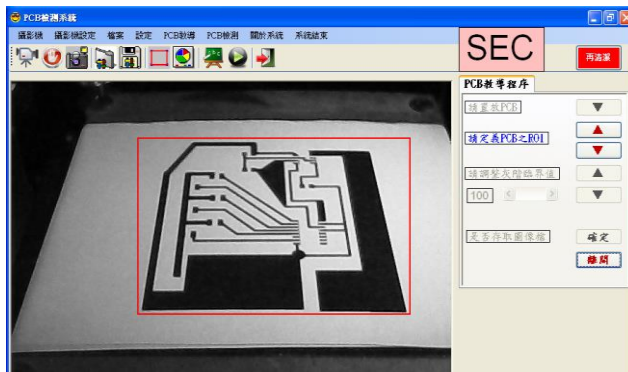 PCB檢測系統
攝影機 攝影機設定 檔案 設定 PCB教導 PCB檢測 關於系統 系統結束
SEC
再清潔
PCB教導程序
請置放PCB
請定義PCB之ROI
請調整灰階臨界值
100
是否存取圖像檔
確定
離開